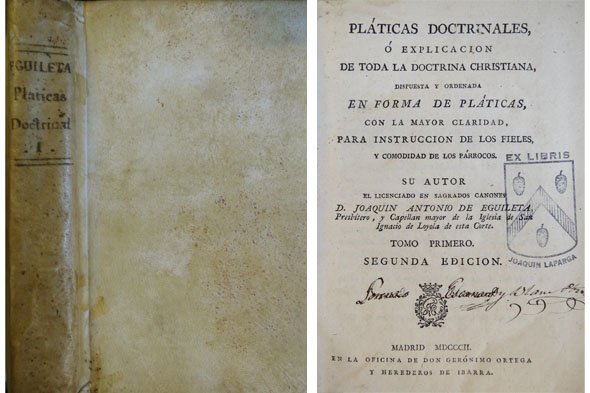 EGUILETA
Platicas
Doctrinal
I
PLÁTICAS DOCTRINALES,
Ó EXPLICACION
DE TODA LA DOCTRINA CHRISTIANA,
DISPUESTA Y ORDENADA
EN FORMA DE PLÁTICAS,
CON LA MAYOR CLARIDAD,
PARA INSTRUCCION DE LOS FIELES,
Y COMODIDAD DE LOS PÁRROCOS.
SU AUTOR
EL LICENCIADO EN SAGRADOS CANONES
D. JOAQUIN ANTONIO DE EGUILETA,
Presbítero, y Capellan mayor de la Iglesia de San
Ignacio de Loyola de esta Corte.
TOMO PRIMERO.
SEGUNDA EDICION.
EX LIBRIS
JOAQUIN LAPARGA
MADRID MDCCCII.
EN LA OFICINA DE DON GERÓNIMO ORTEGA
Y HEREDEROS DE IBARRA.